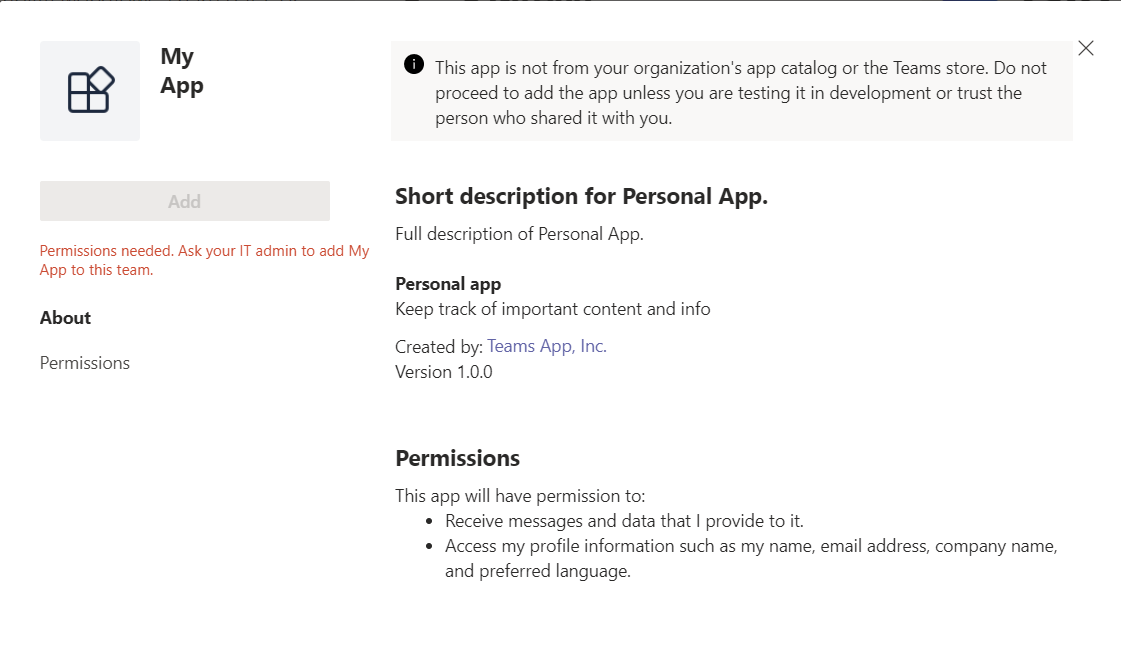 My
App
This app is not from your organization's app catalog or the Teams store. Do not
proceed to add the app unless you are testing it in development or trust the
person who shared it with you.
Add
Permissions needed. Ask your IT admin to add My
App to this team.
About
Permissions
Short description for Personal App.
Full description of Personal App.
Personal app
Keep track of important content and info
Created by: Teams App, Inc.
Version 1.0.0
Permissions
This app will have permission to:
• Receive messages and data that I provide to it.
• Access my profile information such as my name, email address, company name,
and preferred language.